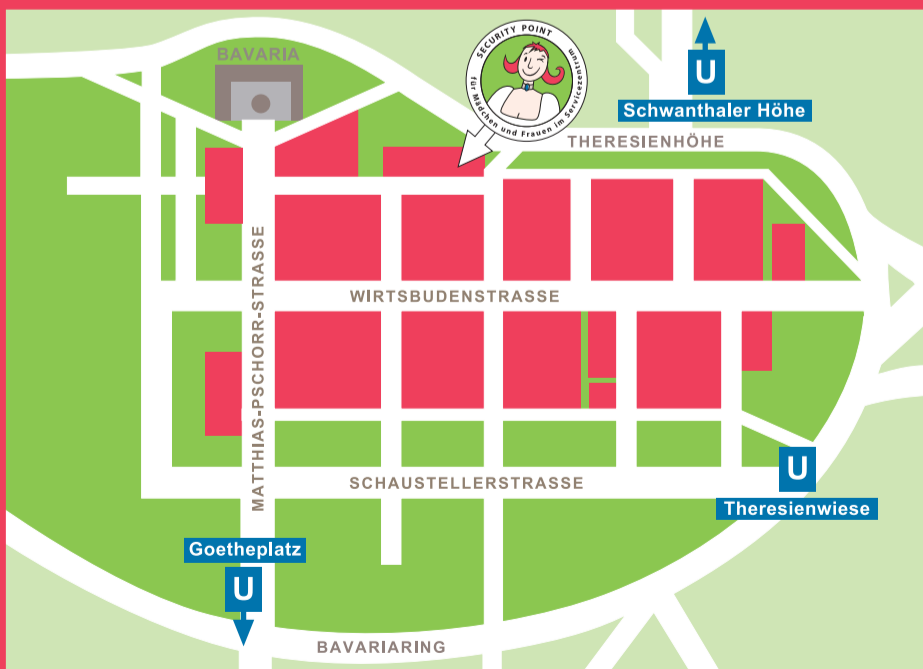 SECURITY POINT
für Mädchen und Frauen im Servicezentrum
BAVARIA
U
Schwanthaler Höhe
THERESIENHÖHE
MATTHIAS-PSCHORR-STRASSE
WIRTSBUDENSTRASSE
SCHAUSTELLERSTRASSE
U
Theresienwiese
Goetheplatz
U
BAVARIARING